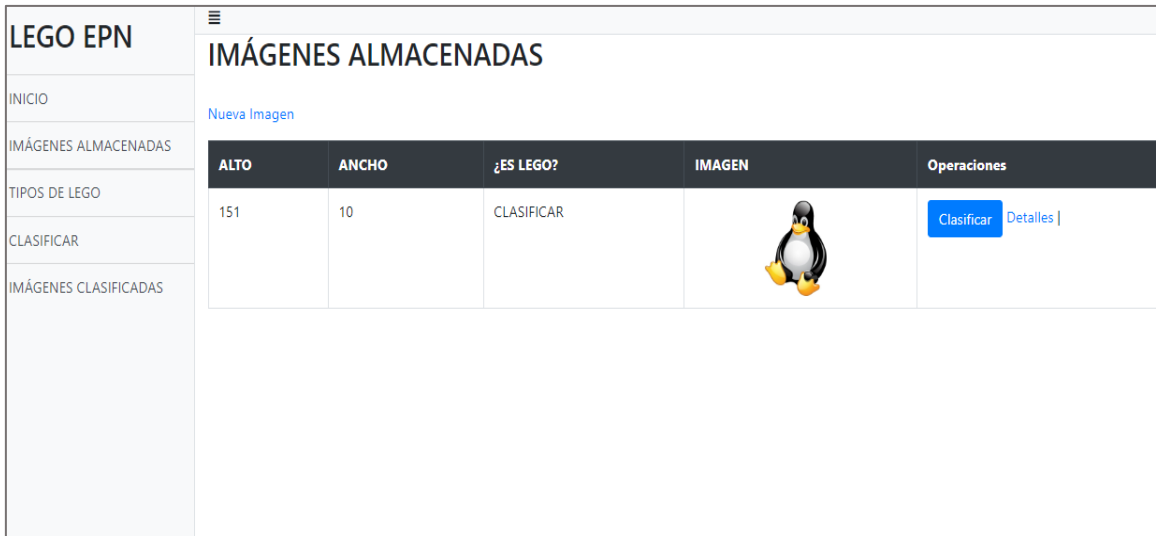 LEGO EPN
INICIO
IMÁGENES ALMACENADAS
TIPOS DE LEGO
CLASIFICAR
IMÁGENES CLASIFICADAS
IMÁGENES ALMACENADAS
Nueva Imagen
ALTO ANCHO ¿ES LEGO? IMAGEN Operaciones
151 10 CLASIFICAR Clasificar Detalles |